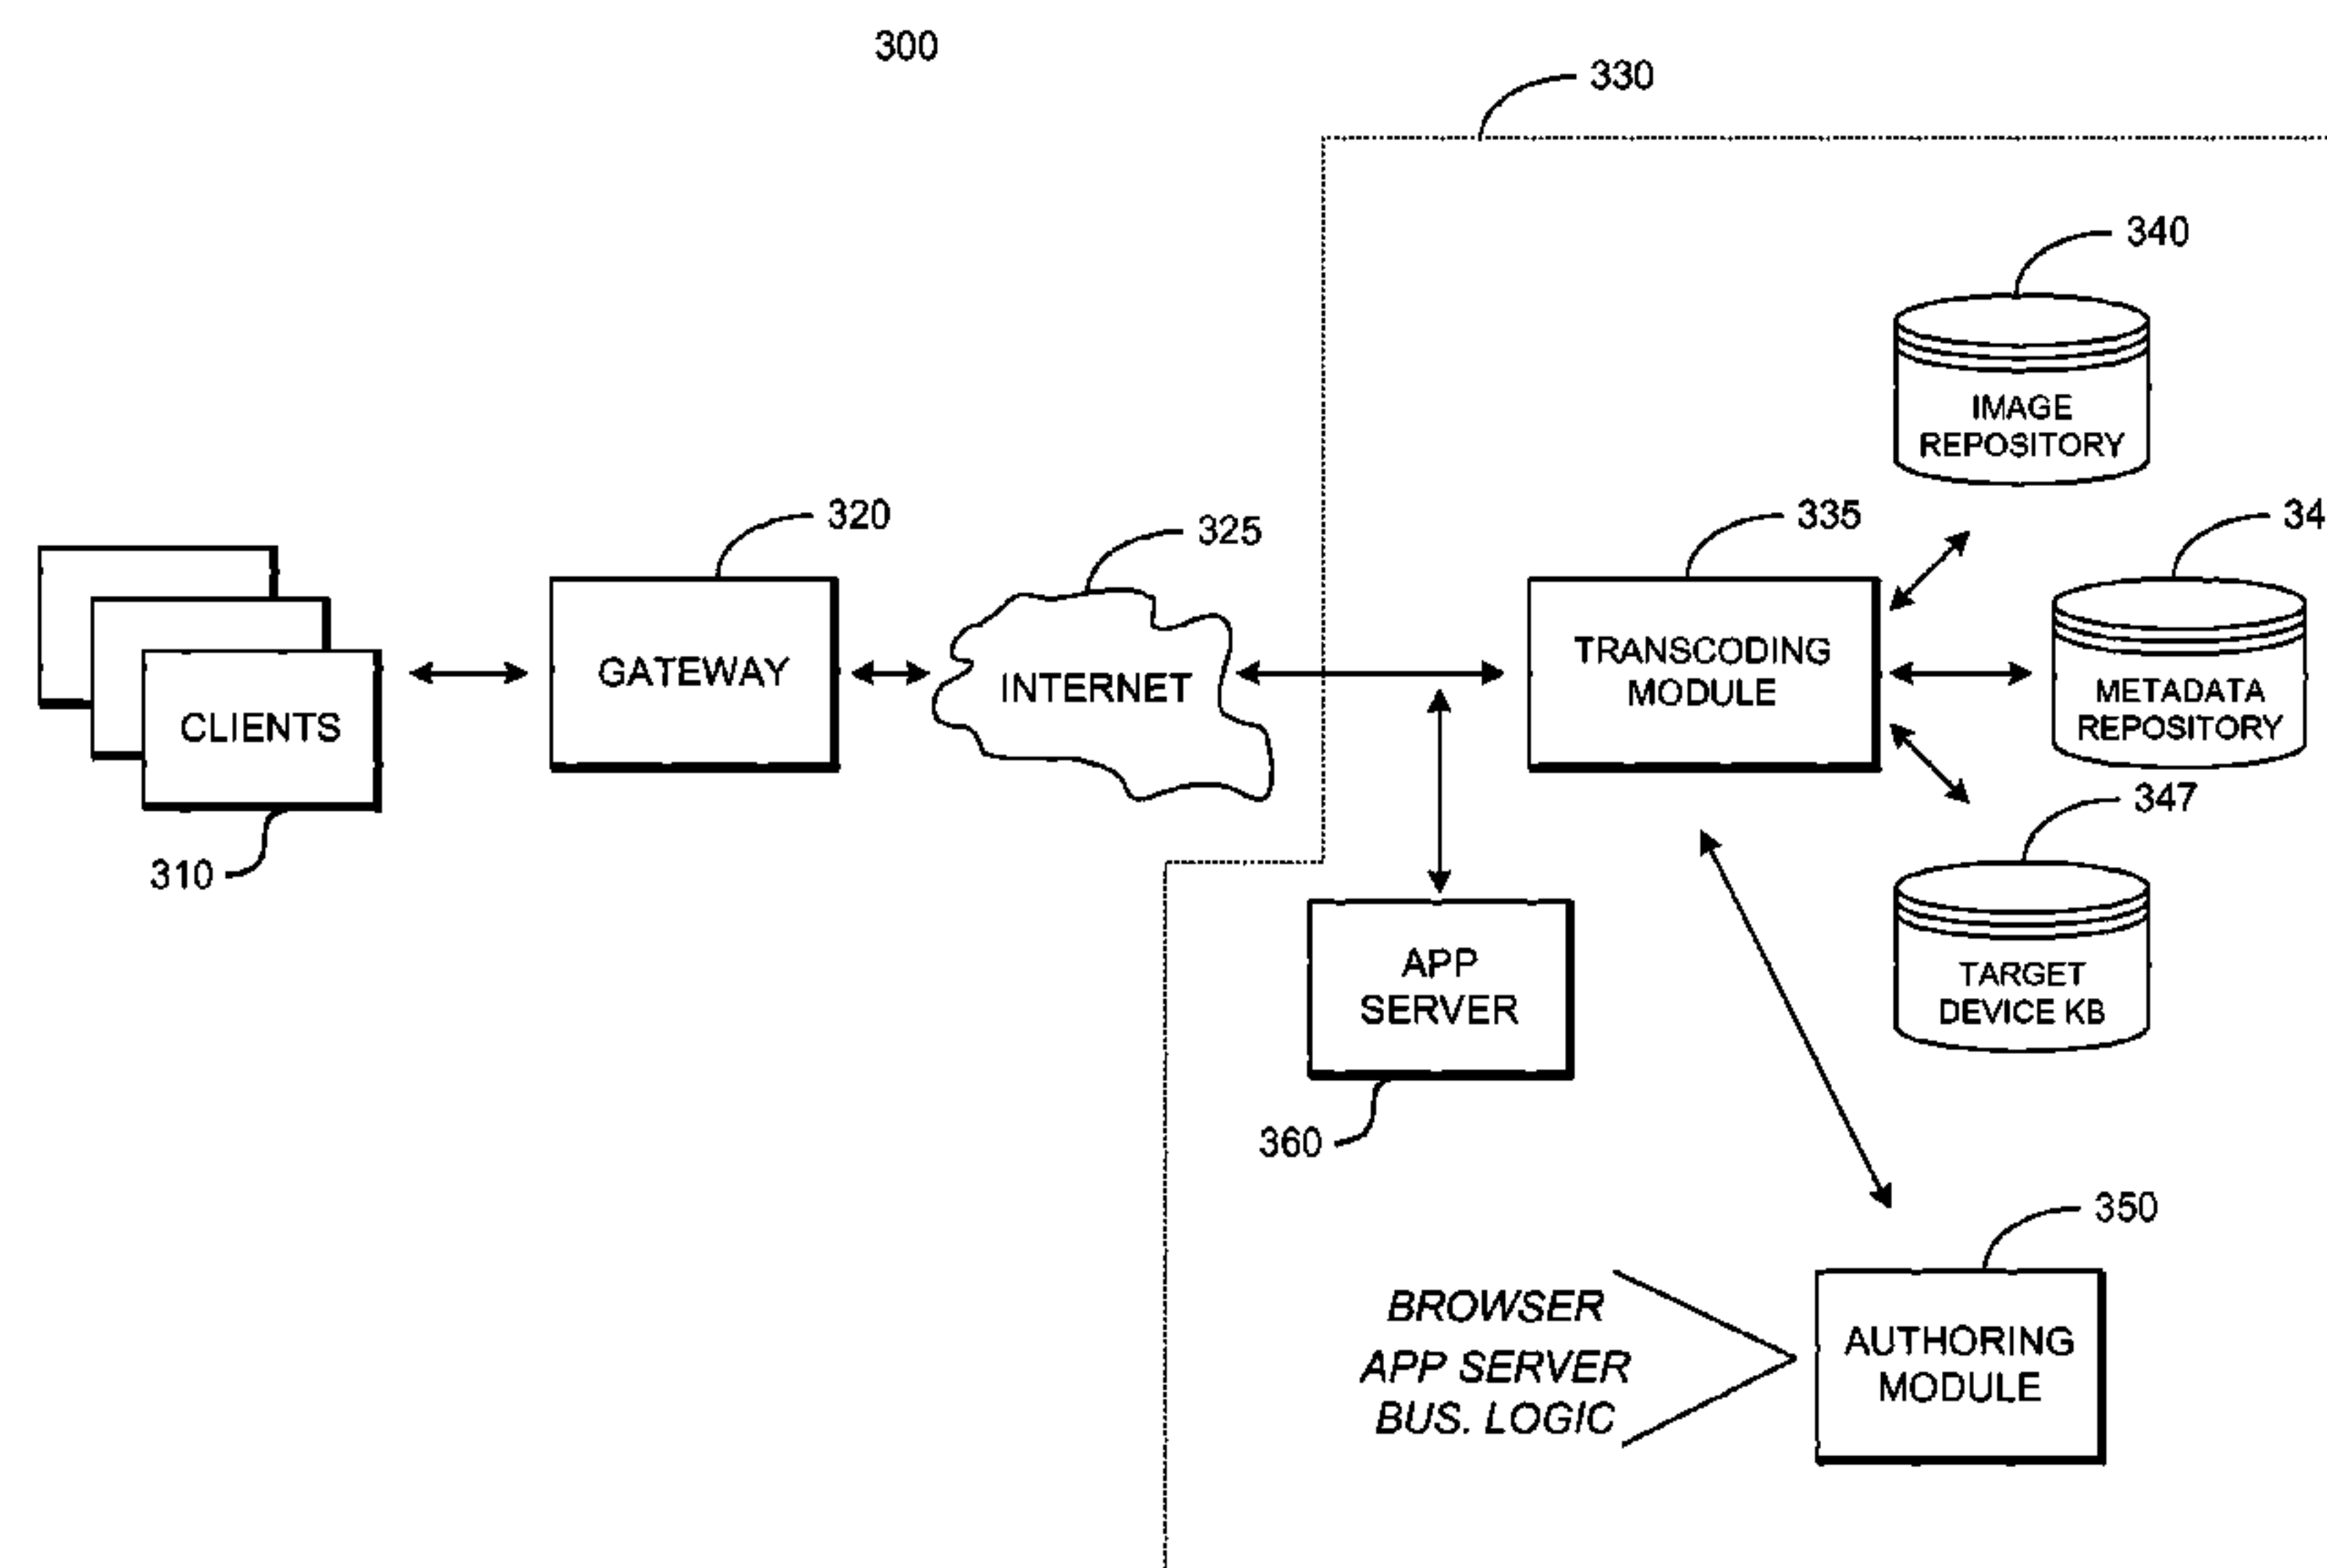 300
330
340
IMAGE
REPOSITORY
320
325
335
34
CLIENTS
GATEWAY
INTERNET
TRANSCODING
MODULE
METADATA
REPOSITORY
310
347
APP
SERVER
TARGET
DEVICE KB
360
350
BROWSER
APP SERVER
BUS. LOGIC
AUTHORING
MODULE